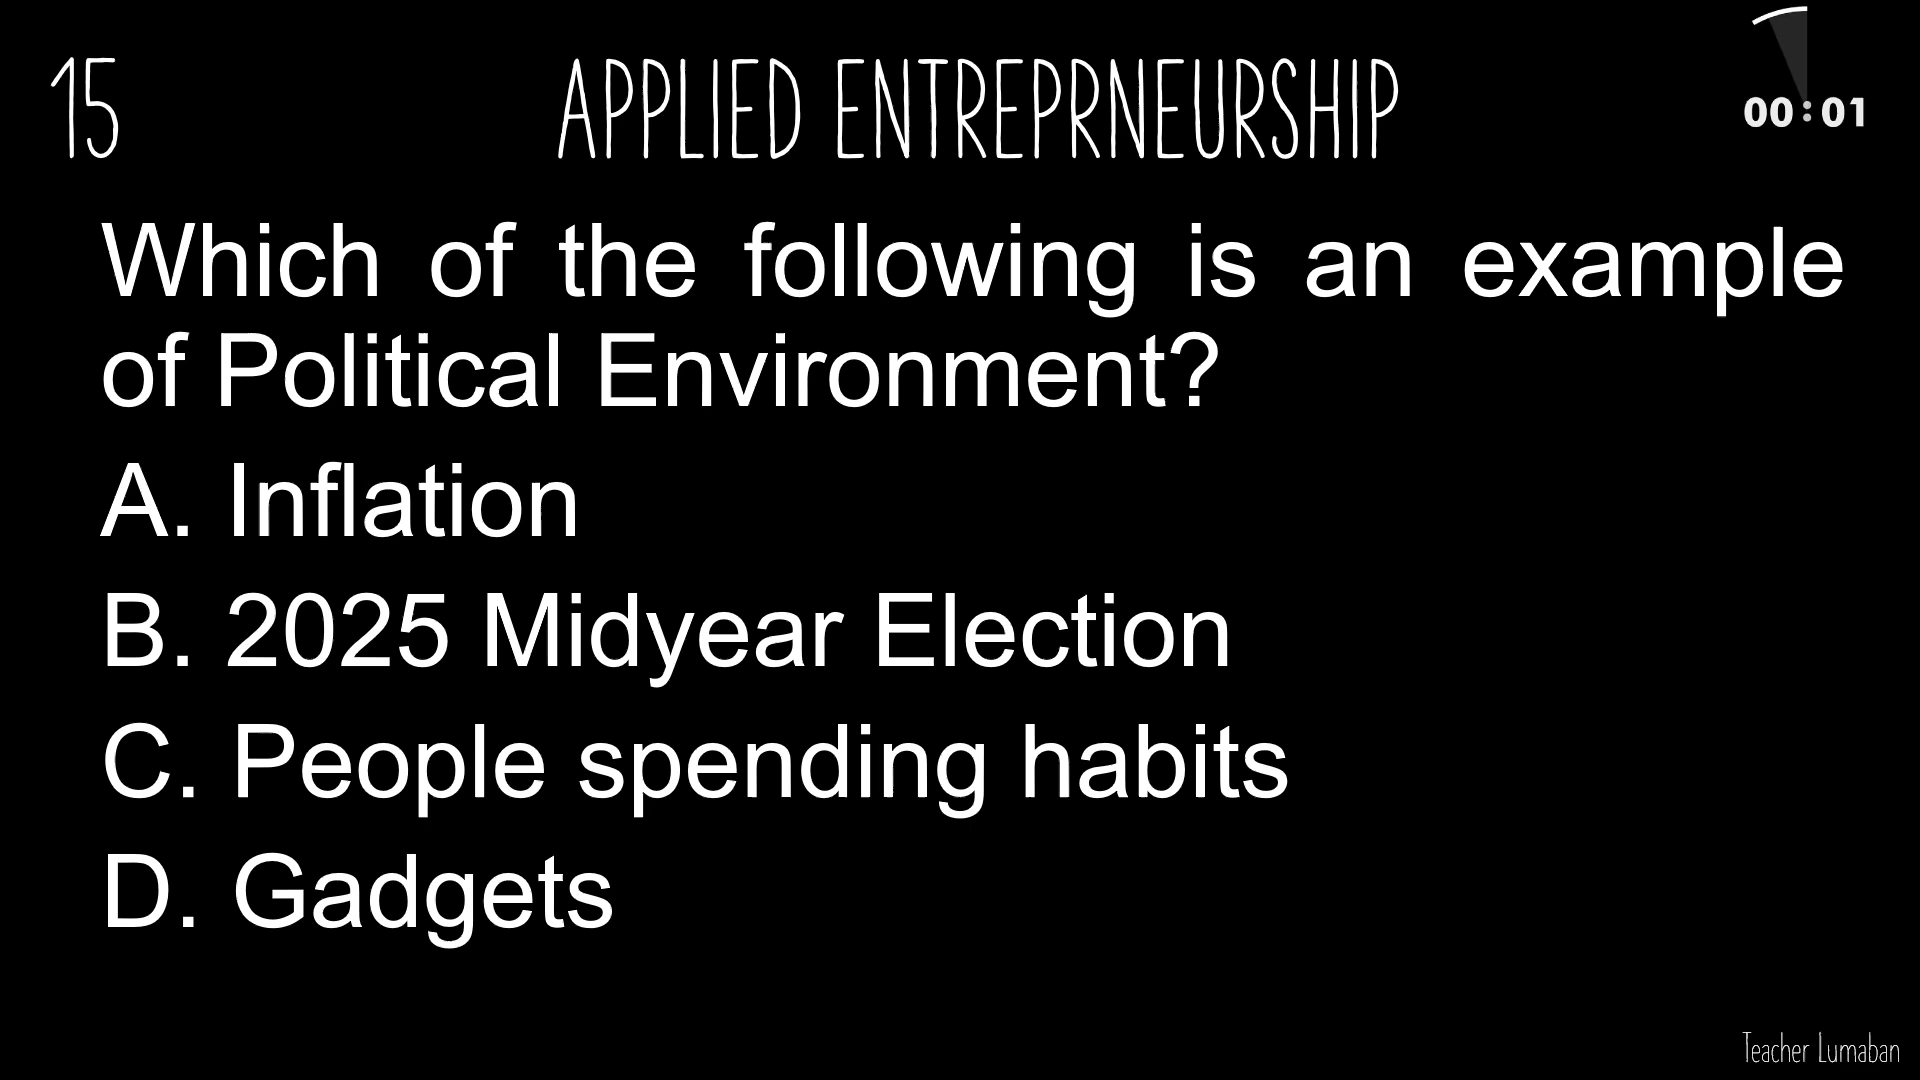 15
APPLIED ENTREPRNEURSHIP
00:01
Which of the following is an example
of Political Environment?
A. Inflation
B. 2025 Midyear Election
C. People spending habits
D. Gadgets
Teacher Lumaban